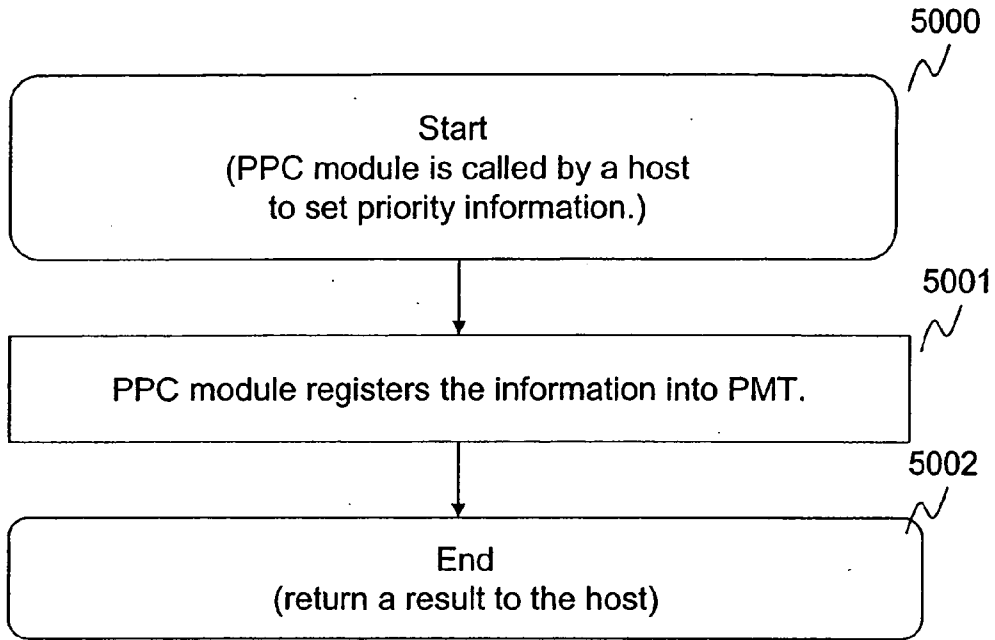 5000
Start
(PPC module is called by a host
to set priority information.)
5001
PPC module registers the information into PMT.
5002
End
(return a result to the host)